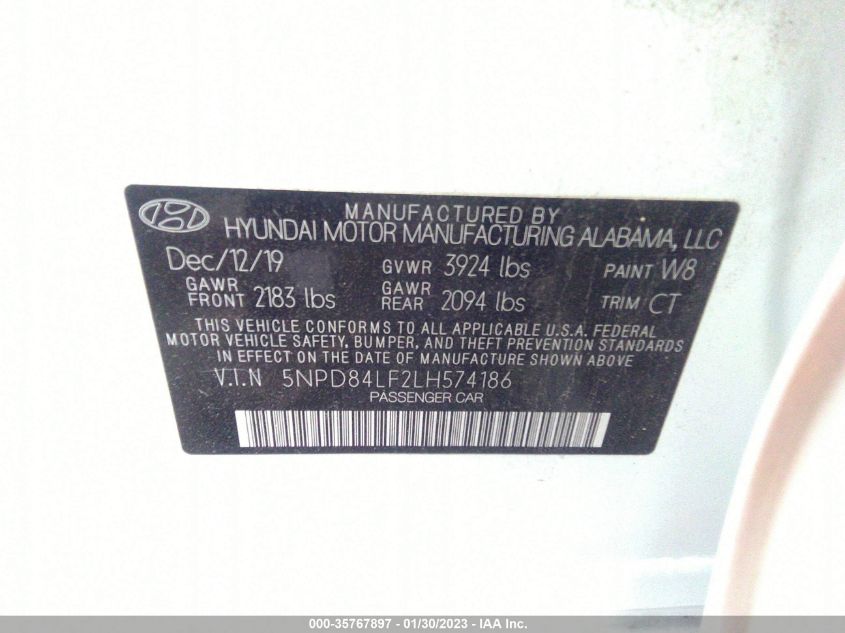 MANUFACTURED BY
HYUNDAI MOTOR MANUFACTURING ALABAMA, LLC
Dec/12/19 GVWR 3924 lbs PAINT W8
GAWR FRONT 2183 lbs GAWR REAR 2094 lbs TRIM CT
THIS VEHICLE CONFORMS TO ALL APPLICABLE U.S.A. FEDERAL
MOTOR VEHICLE SAFETY, BUMPER, AND THEFT PREVENTION STANDARDS
IN EFFECT ON THE DATE OF MANUFACTURE SHOWN ABOVE.
V.I.N 5NPD84LF2LH574186
PASSENGER CAR
000-35767897 - 01/30/2023 - IAA Inc.